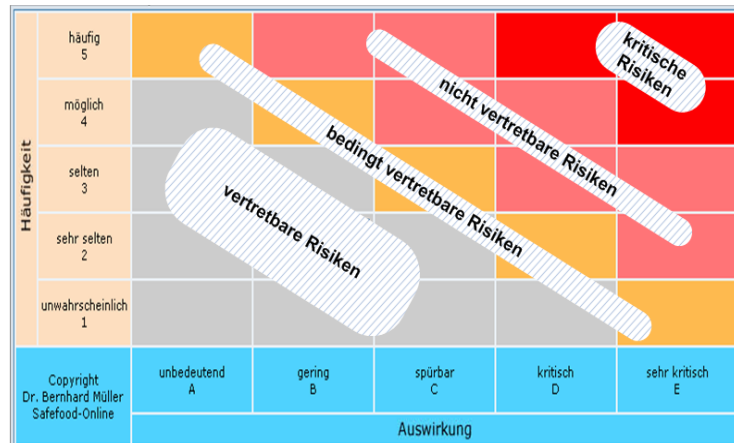 Häufigkeit
häufig
5
möglich
4
selten
3
sehr selten
2
unwahrscheinlich
1
kritische
Risiken
nicht vertretbare Risiken
bedingt vertretbare Risiken
vertretbare Risiken
Copyright
Dr. Bernhard Müller
Safefood-Online
unbedeutend
A
gering
B
spürbar
C
kritisch
D
sehr kritisch
E
Auswirkung